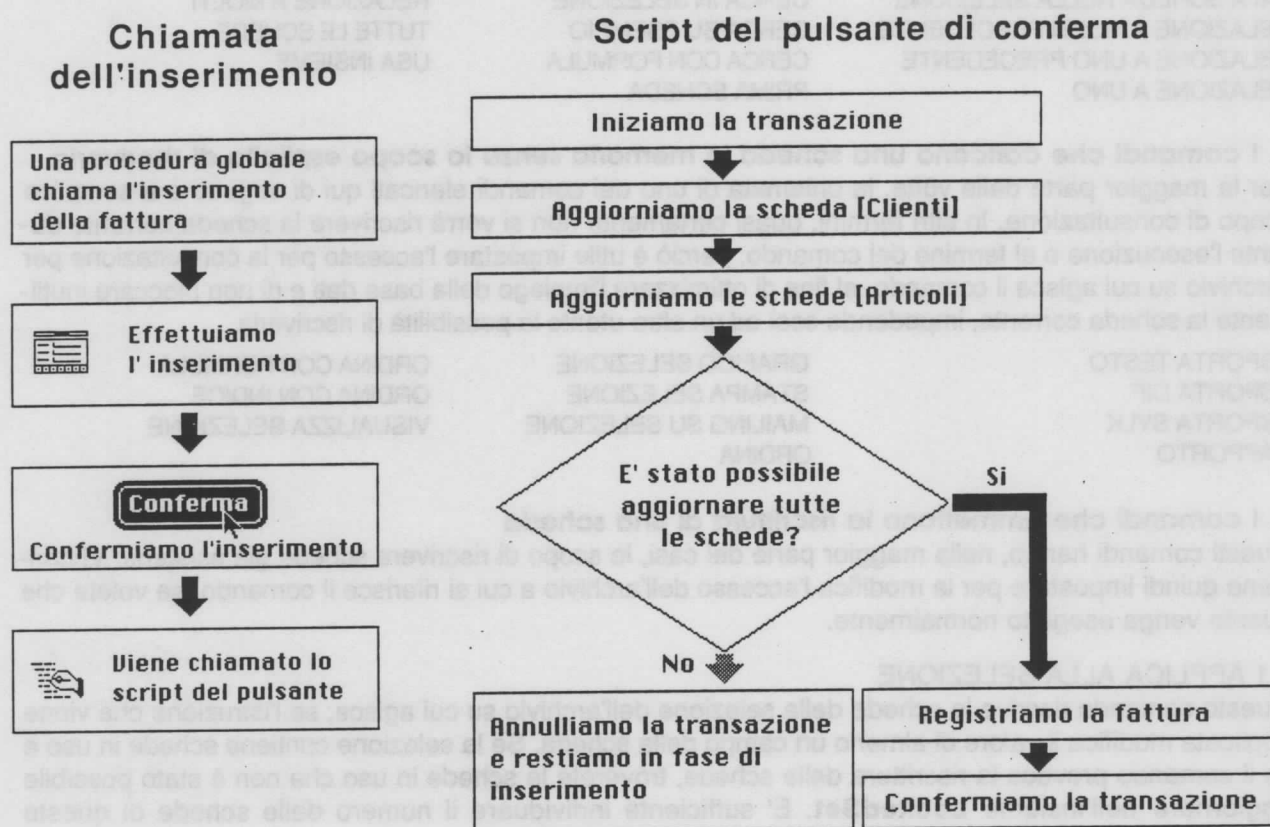 Chiamata
dell'inserimento
Una procedura globale
chiama l'inserimento
della fattura
Effettuiamo
l'inserimento
Conferma
Confermiamo l'inserimento
Viene chiamato lo
script del pulsante
Script del pulsante di conferma
Iniziamo la transazione
Aggiorniamo la scheda [Clienti]
Aggiorniamo le schede [Articoli]
E' stato possibile
aggiornare tutte
le schede?
Si
No
Annulliamo la transazione
e restiamo in fase di
inserimento
Registriamo la fattura
Confermiamo la transazione